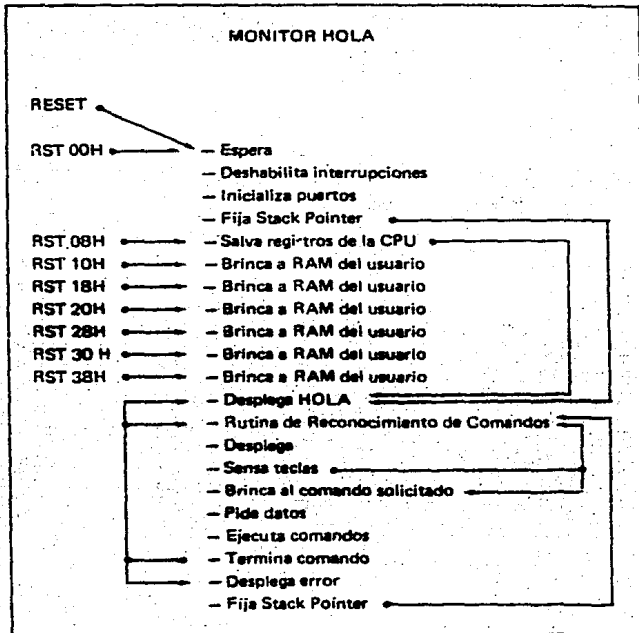 MONITOR HOLA
RESET
RST 00H – Espera
– Deshabilita interrupciones
– Inicializa puertos
– Fija Stack Pointer
RST 08H – Salva registros de la CPU
RST 10H – Brinca a RAM del usuario
RST 18H – Brinca a RAM del usuario
RST 20H – Brinca a RAM del usuario
RST 28H – Brinca a RAM del usuario
RST 30 H – Brinca a RAM del usuario
RST 38H – Brinca a RAM del usuario
– Desplega HOLA
– Rutina de Reconocimiento de Comandos
– Desplega
– Sensa teclas
– Brinca al comando solicitado
– Pide datos
– Ejecuta comandos
– Termina comando
– Desplega error
– Fija Stack Pointer